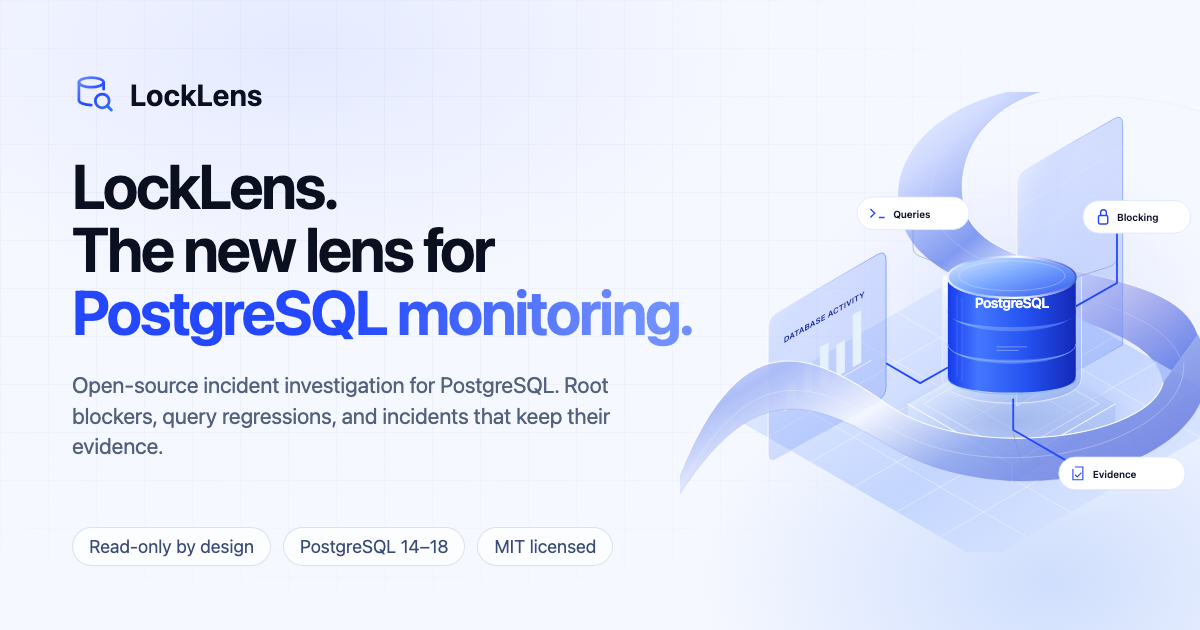 LockLens
LockLens.
The new lens for
PostgreSQL monitoring.
Open-source incident investigation for PostgreSQL. Root
blockers, query regressions, and incidents that keep their
evidence.
Read-only by design
PostgreSQL 14–18
MIT licensed
Queries
Blocking
PostgreSQL
DATABASE ACTIVITY
Evidence